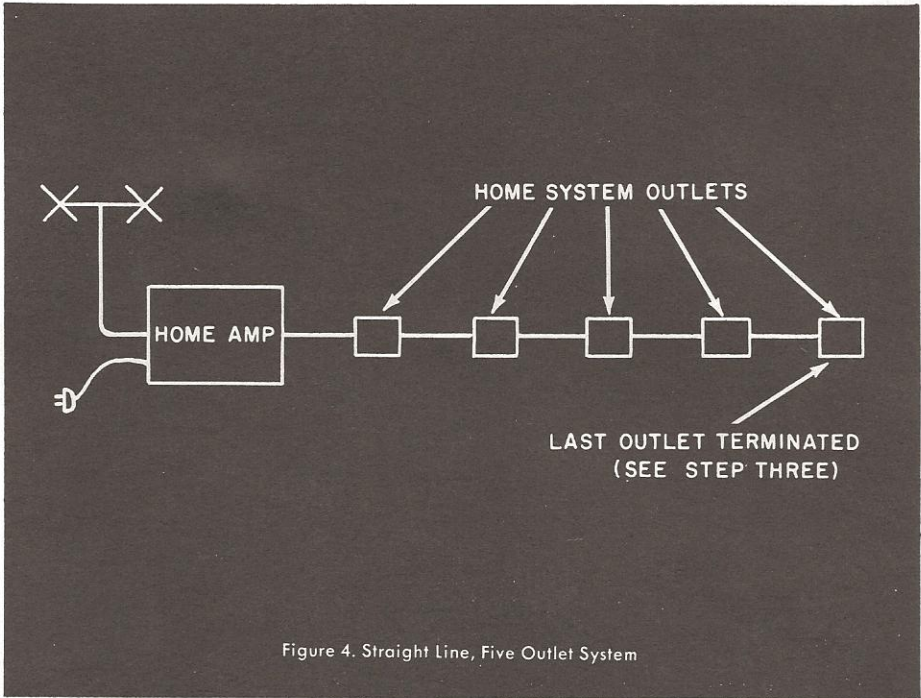 HOME SYSTEM OUTLETS
HOME AMP
LAST OUTLET TERMINATED
(SEE STEP THREE)
Figure 4. Straight Line, Five Outlet System